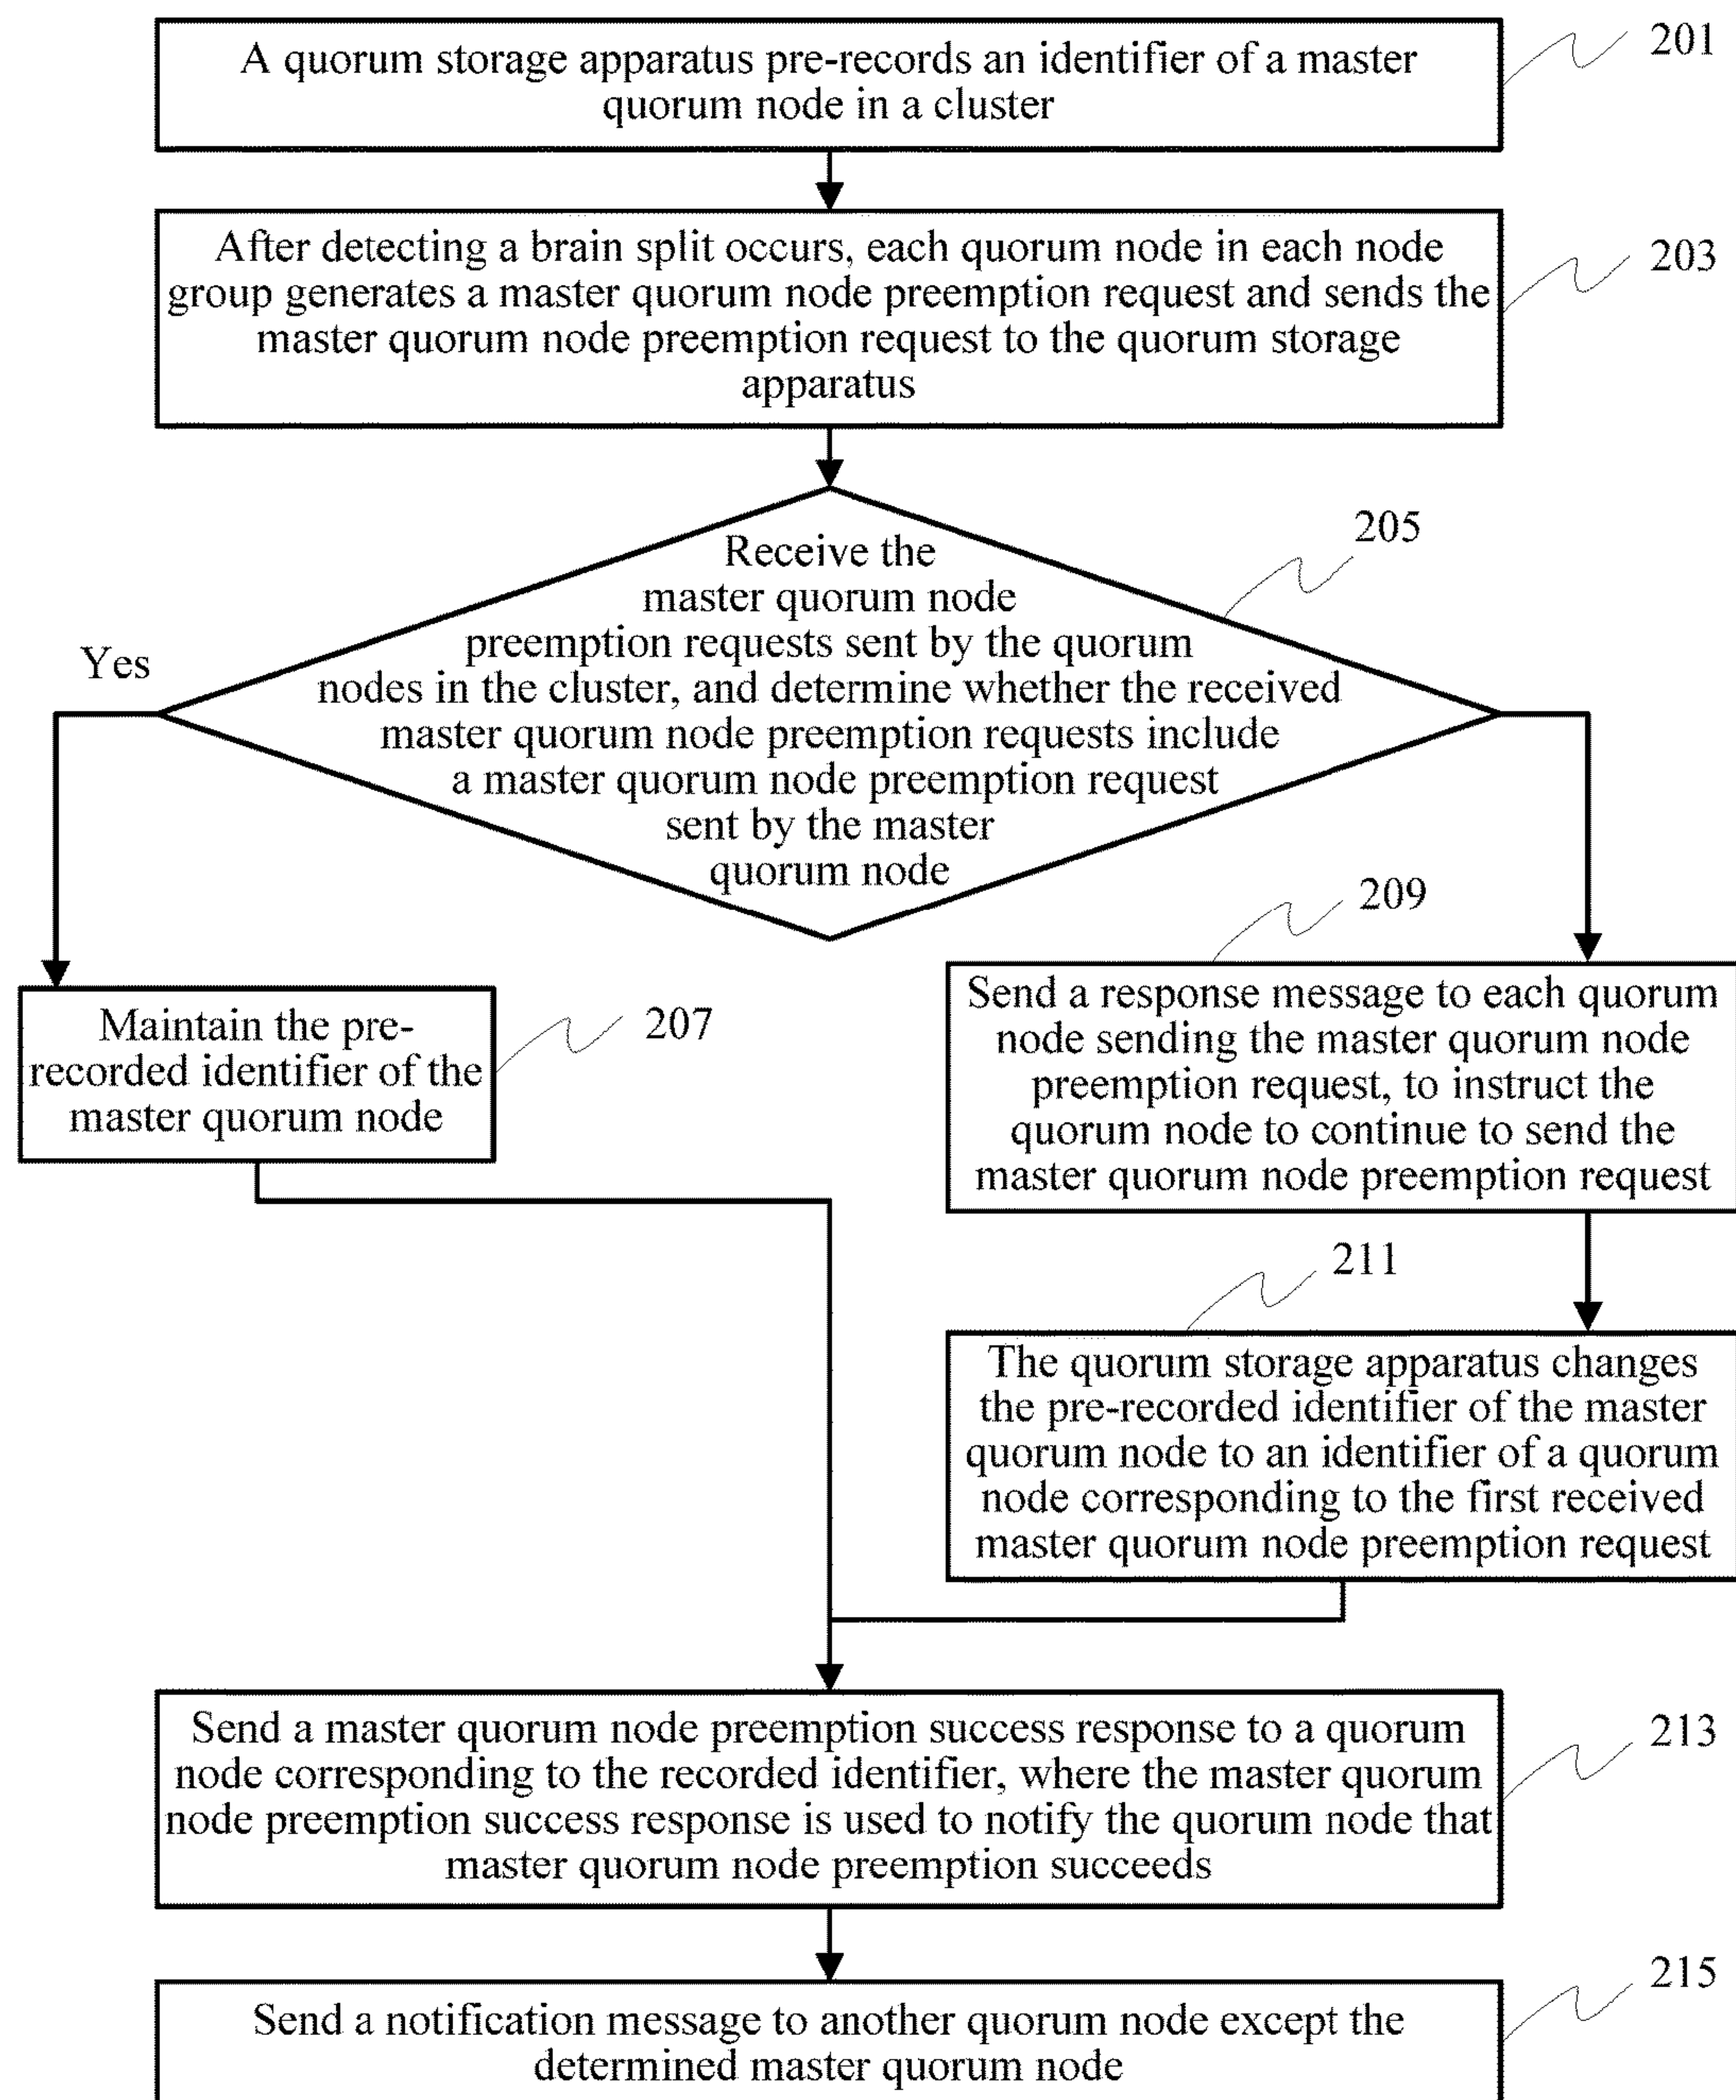 A quorum storage apparatus pre-records an identifier of a master
quorum node in a cluster
201
After detecting a brain split occurs, each quorum node in each node
group generates a master quorum node preemption request and sends the
master quorum node preemption request to the quorum storage
apparatus
203
Receive the
master quorum node
preemption requests sent by the quorum
nodes in the cluster, and determine whether the received
master quorum node preemption requests include
a master quorum node preemption request
sent by the master
quorum node
205
Yes
Maintain the pre-
recorded identifier of the
master quorum node
207
209
Send a response message to each quorum
node sending the master quorum node
preemption request, to instruct the
quorum node to continue to send the
master quorum node preemption request
211
The quorum storage apparatus changes
the pre-recorded identifier of the master
quorum node to an identifier of a quorum
node corresponding to the first received
master quorum node preemption request
Send a master quorum node preemption success response to a quorum
node corresponding to the recorded identifier, where the master quorum
node preemption success response is used to notify the quorum node that
master quorum node preemption succeeds
213
Send a notification message to another quorum node except the
determined master quorum node
215